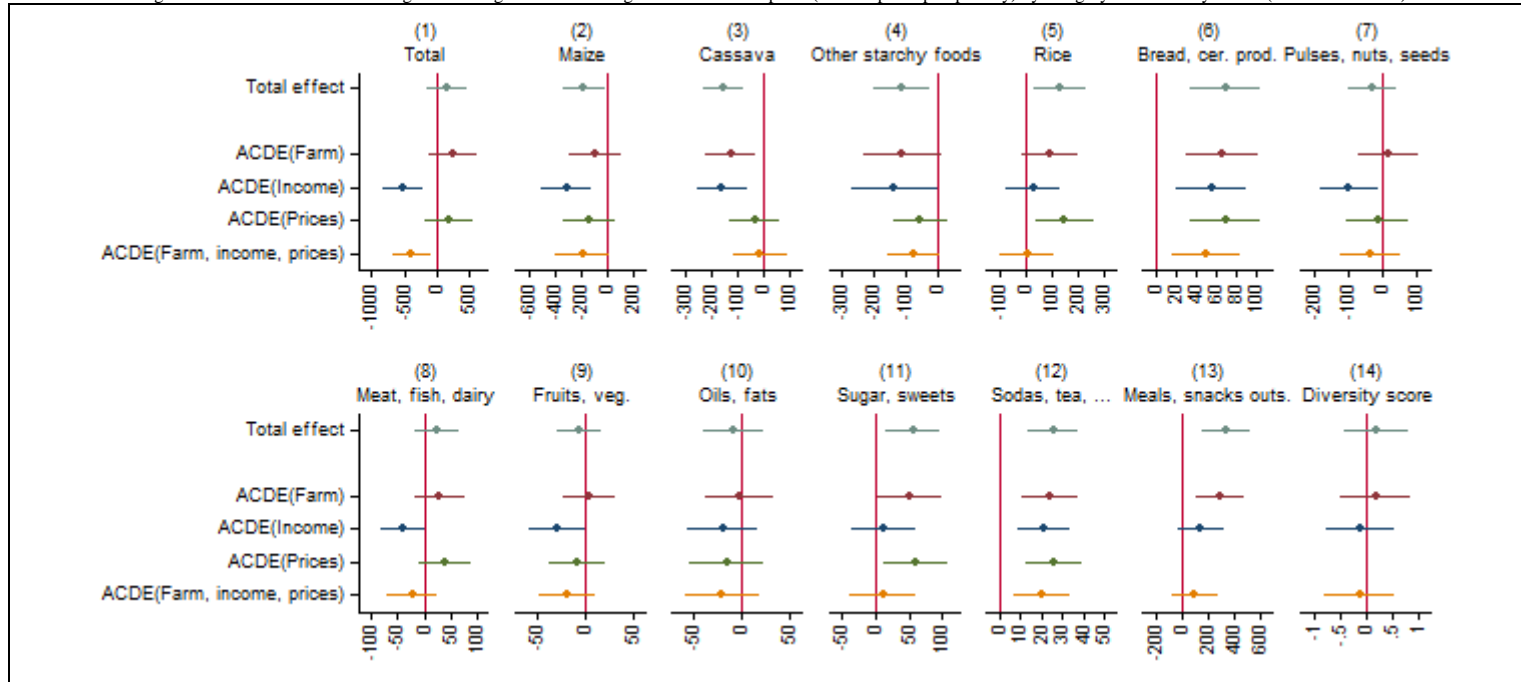 (1) (2) (3) (4) (5) (6) (7)
Total Maize Cassava Other starchy foods Rice Bread, cer. prod. Pulses, nuts, seeds
Total effect
ACDE(Farm)
ACDE(Income)
ACDE(Prices)
ACDE(Farm, income, prices)
-1000 -500 0 500 -600 -400 -200 0 200 -300 -200 -100 0 100 -300 -200 -100 0 -100 0 100 200 300 0 20 40 60 80 100 -100 0 100
(8) (9) (10) (11) (12) (13) (14)
Meat, fish, dairy Fruits, veg. Oils, fats Sugar, sweets Sodas, tea, ... Meals, snacks outs. Diversity score
Total effect
ACDE(Farm)
ACDE(Income)
ACDE(Prices)
ACDE(Farm, income, prices)
-100 -50 0 50 100 -50 0 50 -50 0 50 -50 0 50 100 0 10 20 30 40 50 -200 0 200 400 600 -1 -.5 0 .5 1